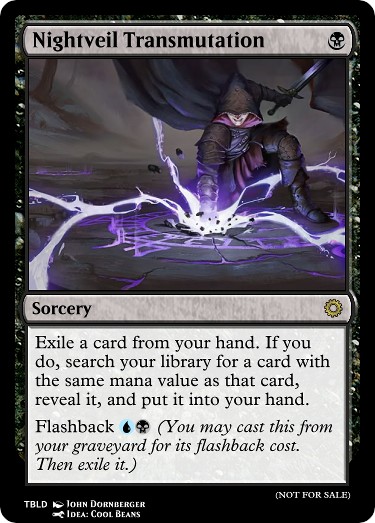 Nightveil Transmutation
Sorcery
Exile a card from your hand. If you
do, search your library for a card with
the same mana value as that card,
reveal it, and put it into your hand.
Flashback (You may cast this from
your graveyard for its flashback cost.
Then exile it.)
(NOT FOR SALE)
TBLD John Dornberger
Idea: Cool Beans